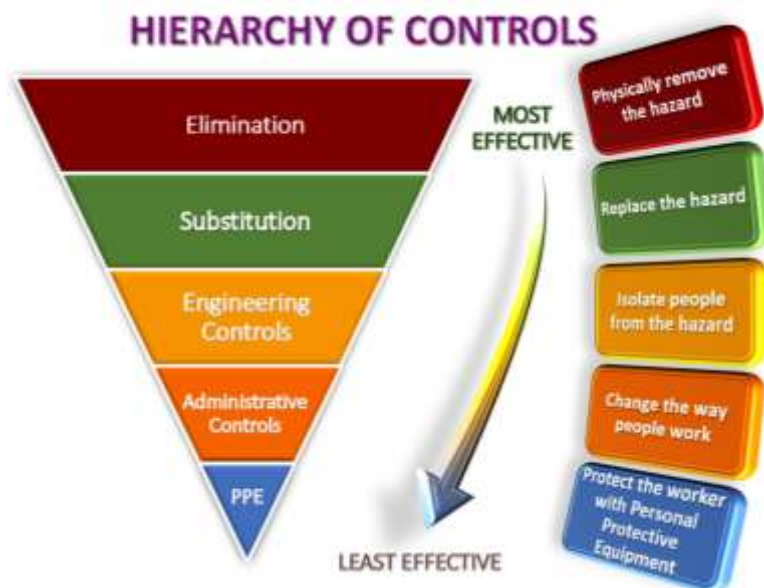 HIERARCHY OF CONTROLS
Elimination
Substitution
Engineering
Controls
Administrative
Controls
PPE
MOST
EFFECTIVE
LEAST EFFECTIVE
Physically remove
the hazard
Replace the hazard
Isolate people
from the hazard
Change the way
people work
Protect the worker
with Personal
Protective
Equipment